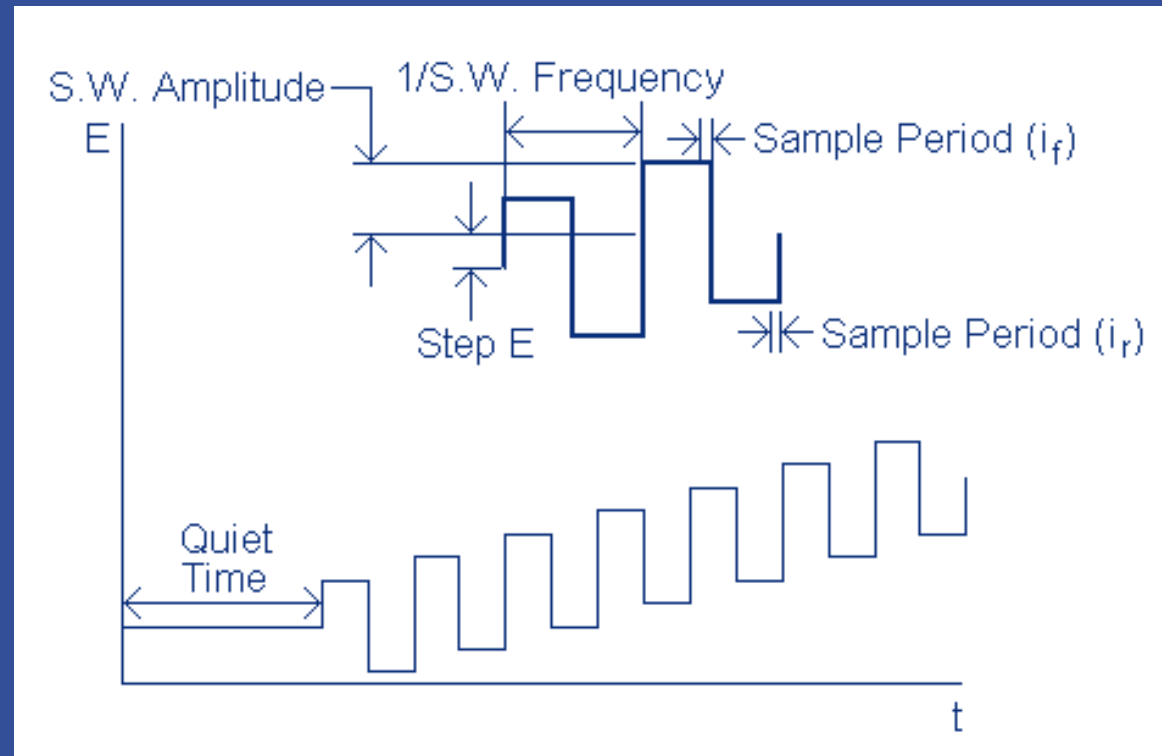 S.W. Amplitude
1/S.W. Frequency
E
Sample Period (i_f)
Step E
Sample Period (i_r)
Quiet
Time
t